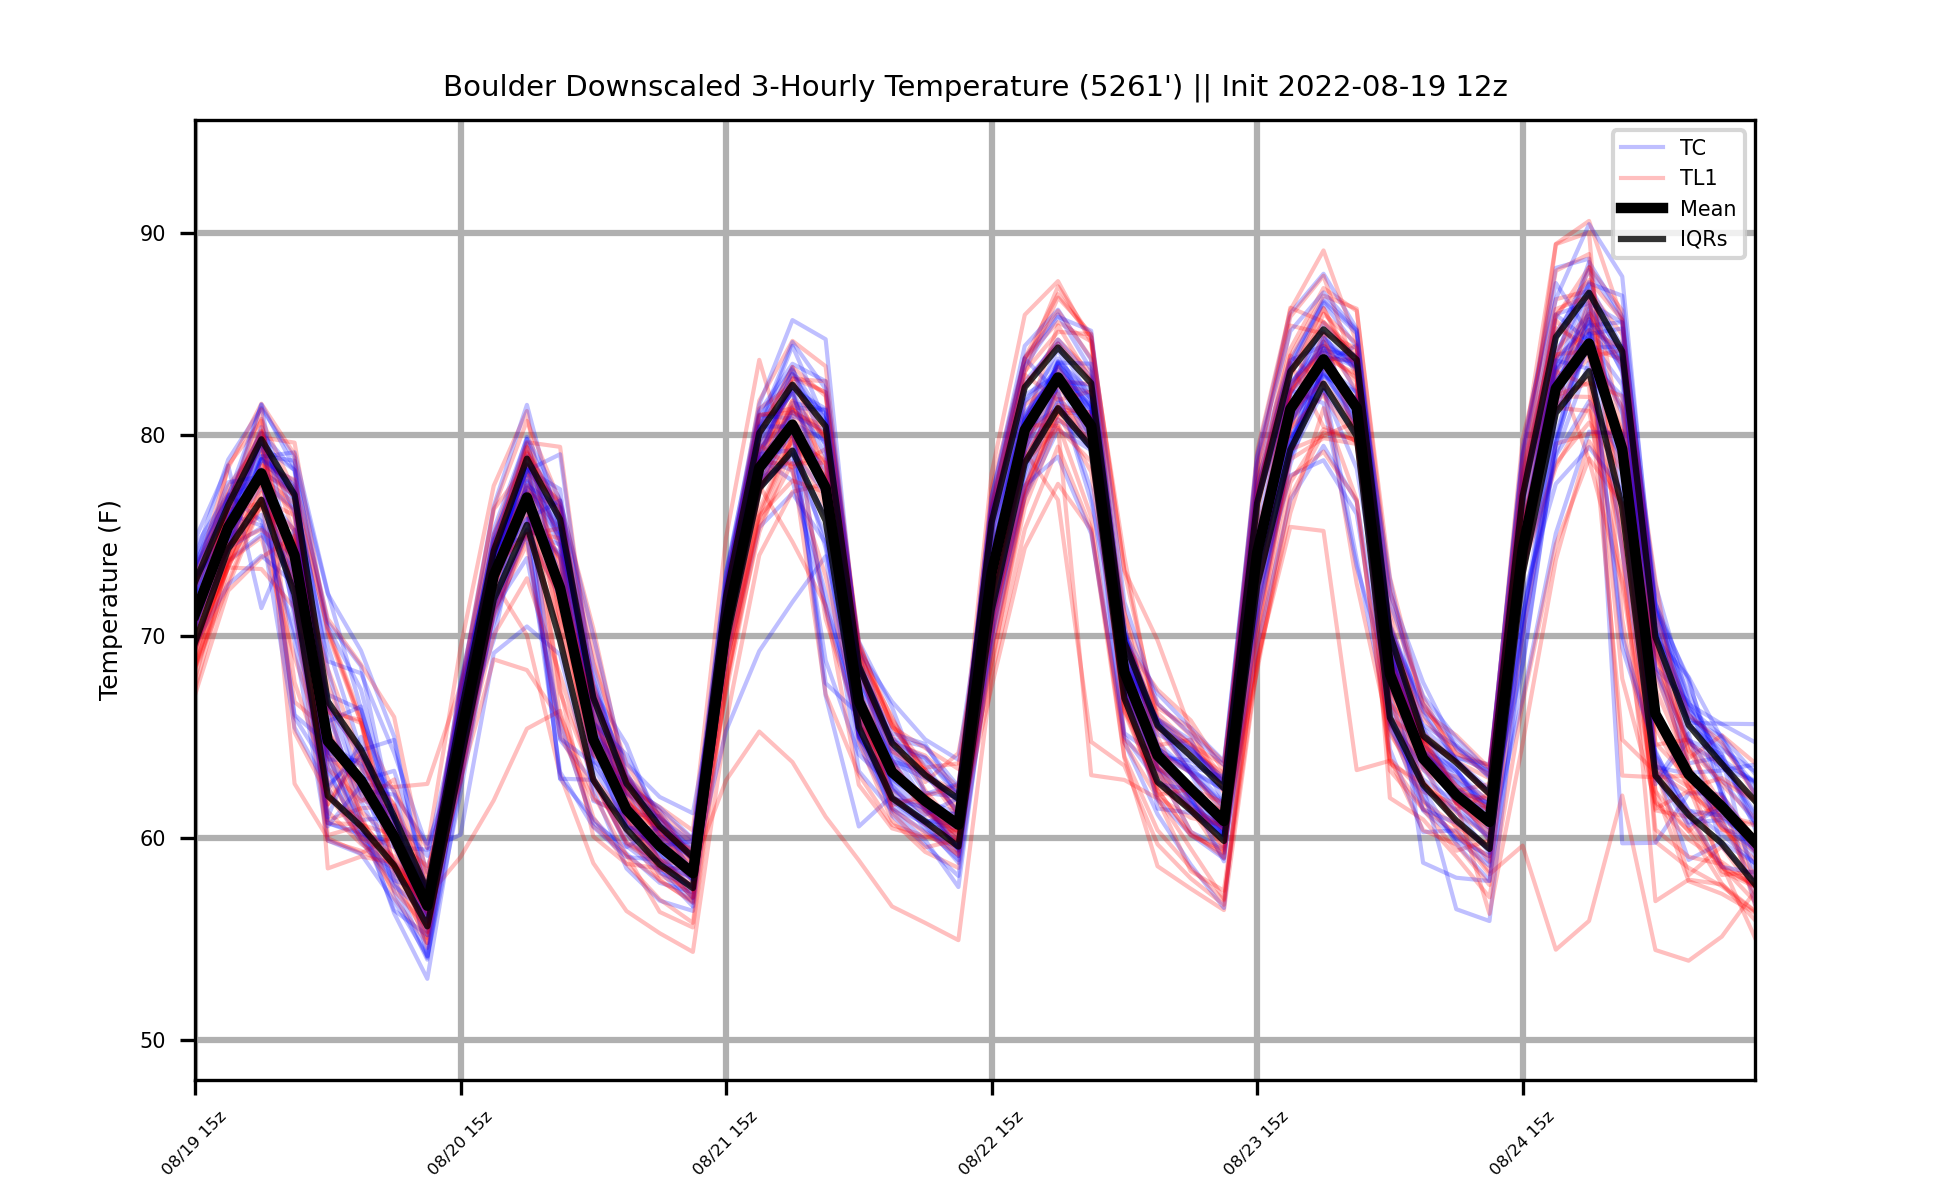 Boulder Downscaled 3-Hourly Temperature (5261') || Init 2022-08-19 12z
TC
TL1
Mean
IQRs
Temperature (F)
90
80
70
60
50
08/19 15z
08/20 15z
08/21 15z
08/22 15z
08/23 15z
08/24 15z